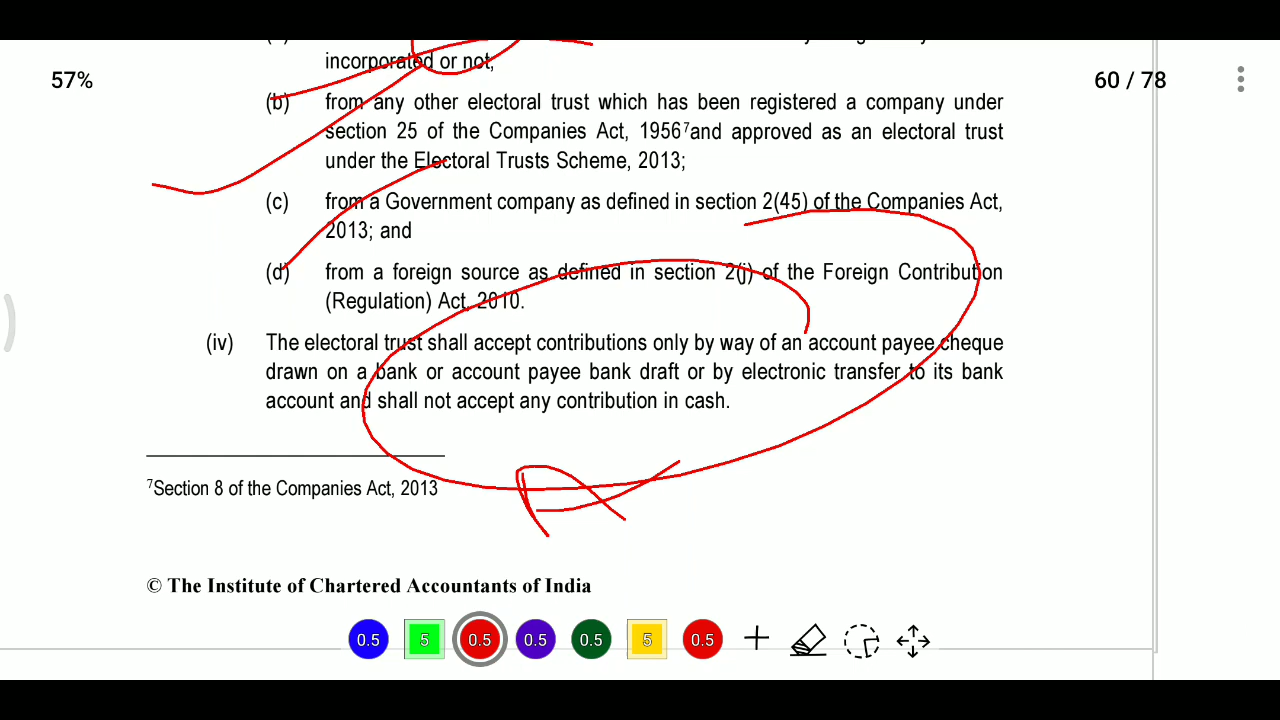 incorporated or not,
57%
60 / 78
(b) from any other electoral trust which has been registered a company under
section 25 of the Companies Act, 1956⁷and approved as an electoral trust
under the Electoral Trusts Scheme, 2013;
(c) from a Government company as defined in section 2(45) of the Companies Act,
2013; and
(d) from a foreign source as defined in section 2(j) of the Foreign Contribution
(Regulation) Act, 2010.
(iv) The electoral trust shall accept contributions only by way of an account payee cheque
drawn on a bank or account payee bank draft or by electronic transfer to its bank
account and shall not accept any contribution in cash.
⁷Section 8 of the Companies Act, 2013
© The Institute of Chartered Accountants of India
0.5 5 0.5 0.5 0.5 5 0.5